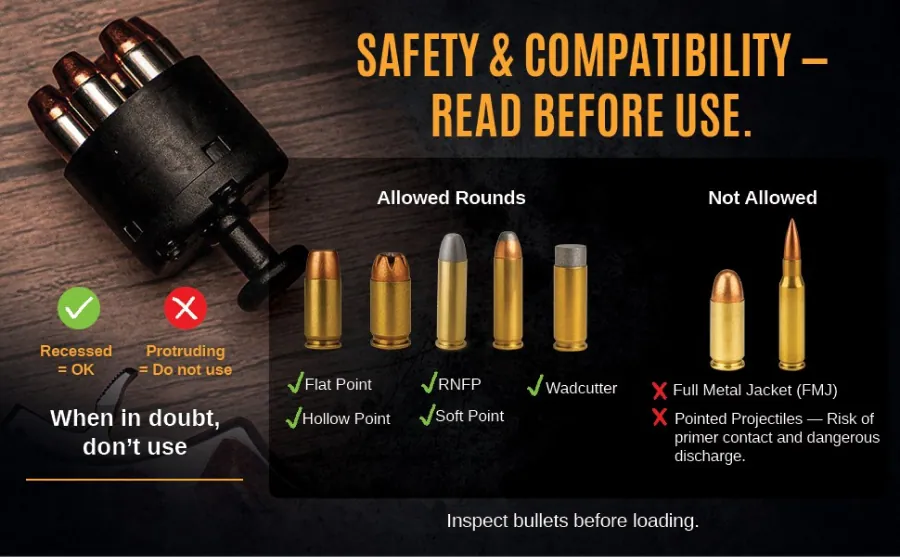 SAFETY & COMPATIBILITY –
READ BEFORE USE.
Allowed Rounds
Flat Point
Hollow Point
RNFP
Soft Point
Wadcutter
Not Allowed
Full Metal Jacket (FMJ)
Pointed Projectiles — Risk of
primer contact and dangerous
discharge.
Recessed
= OK
Protruding
= Do not use
When in doubt,
don’t use
Inspect bullets before loading.